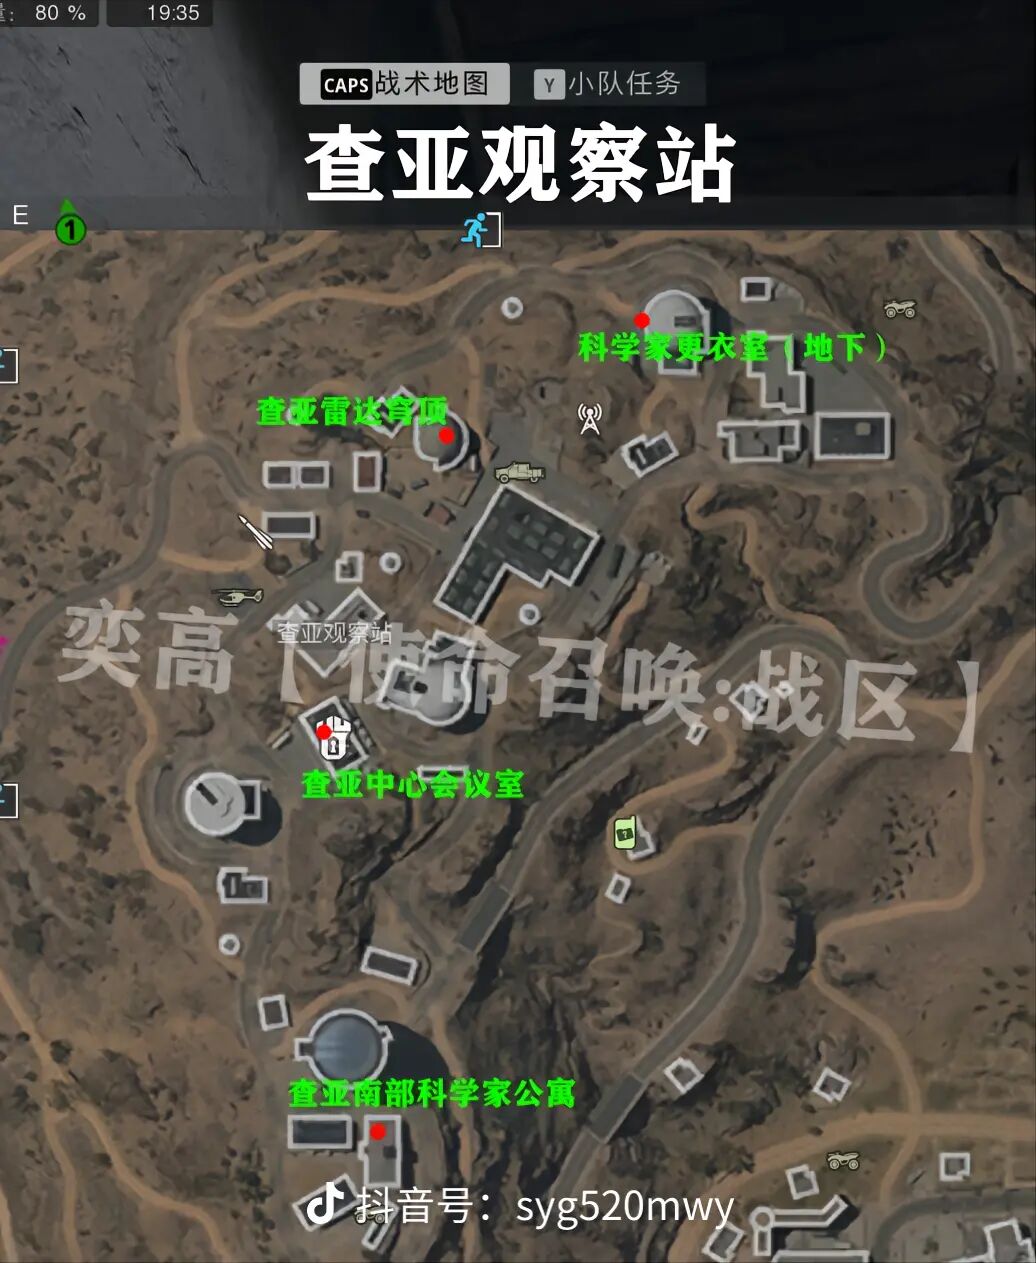 80 %
19:35
CAPS 战术地图
Y 小队任务
查亚观察站
E
1
科学家更衣室（地下）
查亚雷达穹顶
查亚观察站
奕高【使命召唤:战区】
查亚中心会议室
?
查亚南部科学家公寓
抖音号：syg520mwy